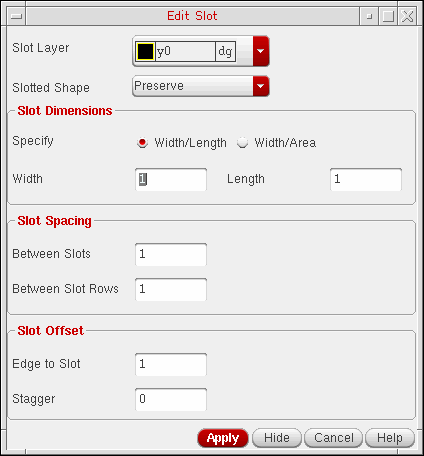 Edit Slot
Slot Layer y0 dg
Slotted Shape Preserve
Slot Dimensions
Specify Width/Length Width/Area
Width 1 Length 1
Slot Spacing
Between Slots 1
Between Slot Rows 1
Slot Offset
Edge to Slot 1
Stagger 0
Apply Hide Cancel Help